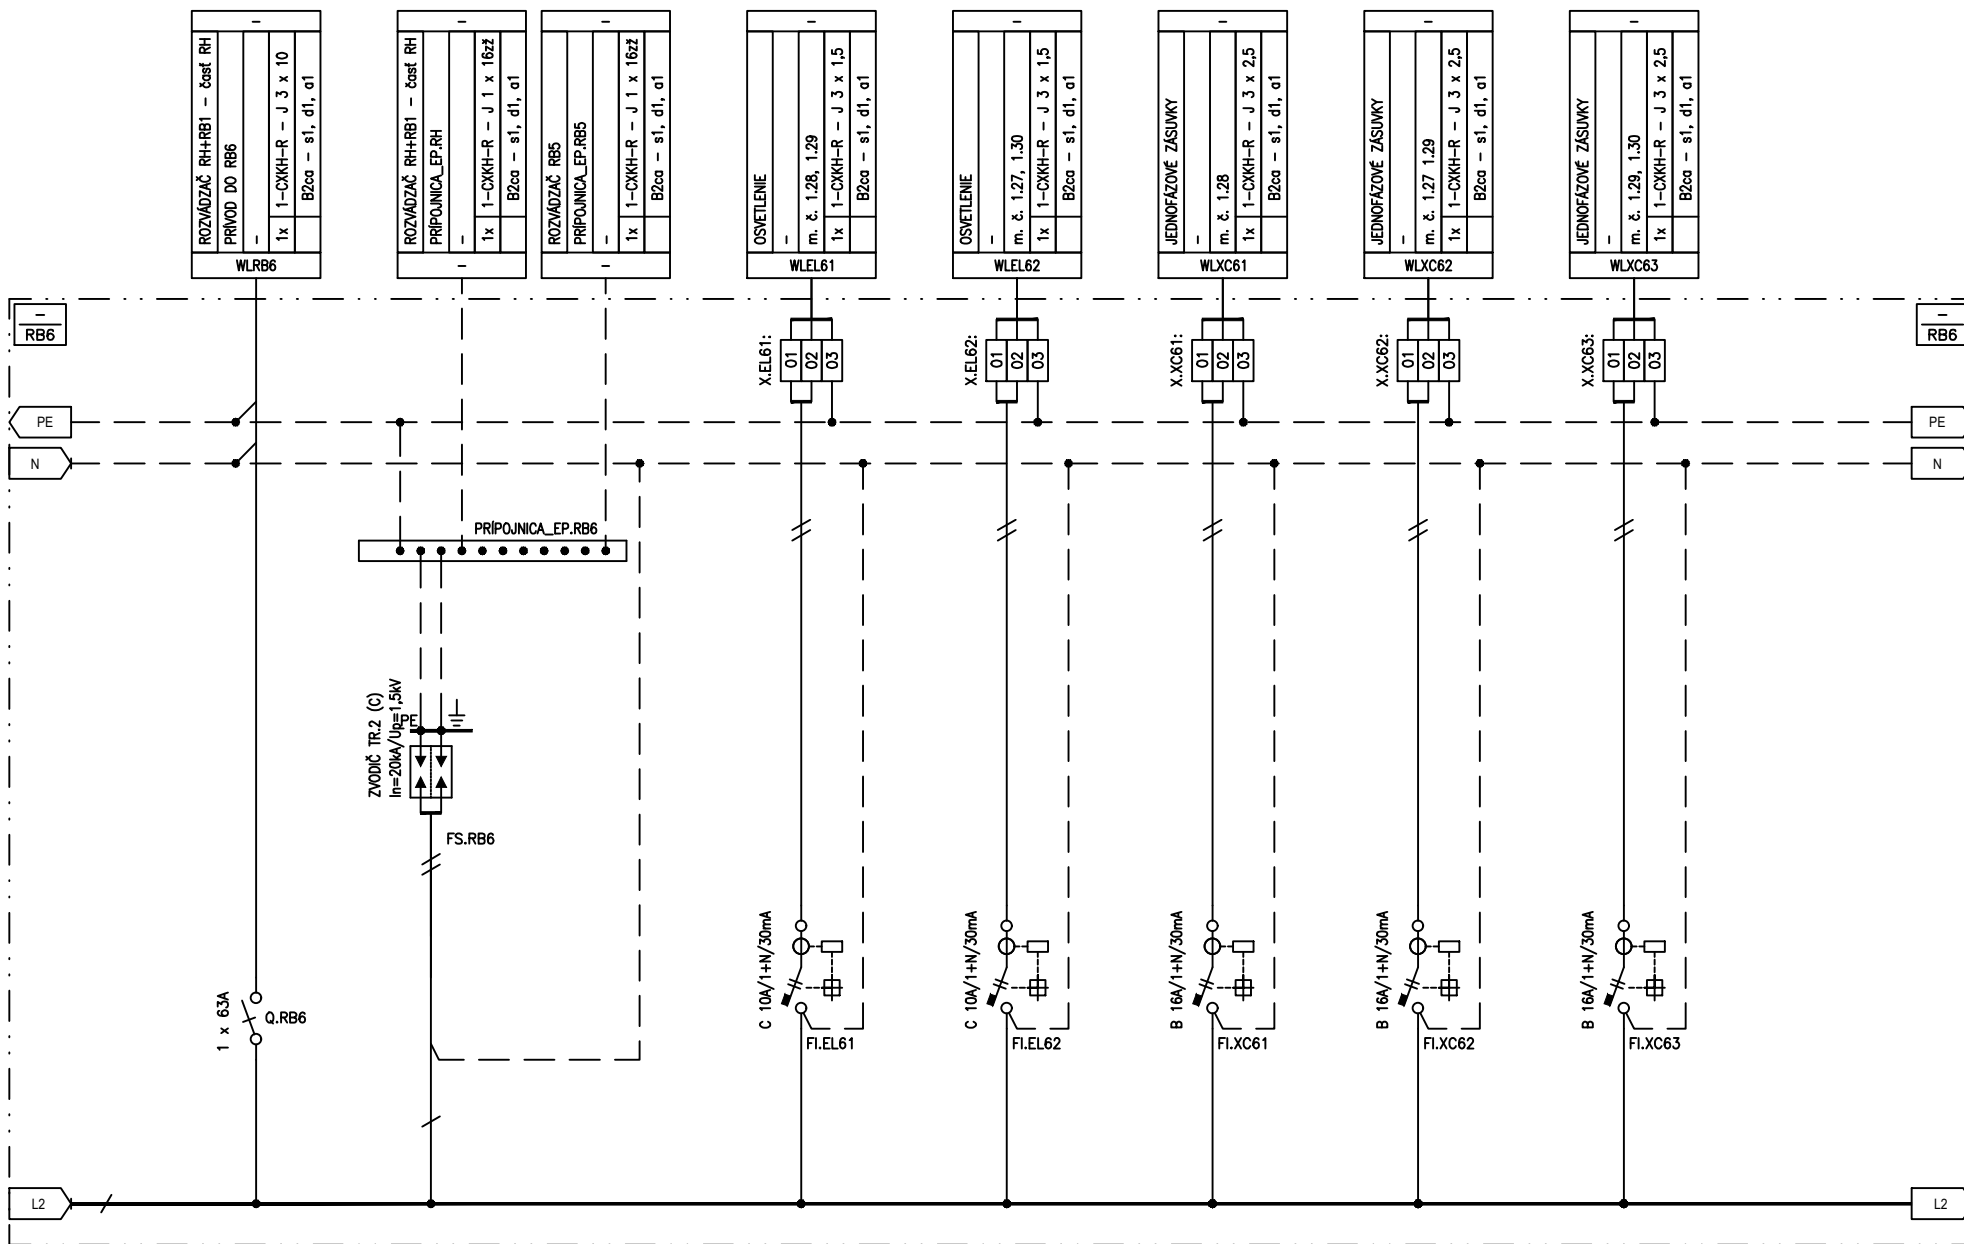 -
ROZVÁDZAČ RH+RB1 - časť RH
PRÍVOD DO RB6
-
1x 1-CXKH-R - J 3 x 10
B2ca - s1, d1, a1
WLRB6
-
ROZVÁDZAČ RH+RB1 - časť RH
PRÍPOJNICA_EP.RH
-
1x 1-CXKH-R - J 1 x 16zž
B2ca - s1, d1, a1
-
-
ROZVÁDZAČ RB5
PRÍPOJNICA_EP.RB5
-
1x 1-CXKH-R - J 1 x 16zž
B2ca - s1, d1, a1
-
-
OSVETLENIE
-
m. č. 1.28, 1.29
1x 1-CXKH-R - J 3 x 1,5
B2ca - s1, d1, a1
WLEL61
-
OSVETLENIE
-
m. č. 1.27, 1.30
1x 1-CXKH-R - J 3 x 1,5
B2ca - s1, d1, a1
WLEL62
-
JEDNOFÁZOVÉ ZÁSUVKY
-
m. č. 1.28
1x 1-CXKH-R - J 3 x 2,5
B2ca - s1, d1, a1
WLXC61
-
JEDNOFÁZOVÉ ZÁSUVKY
-
m. č. 1.27 1.29
1x 1-CXKH-R - J 3 x 2,5
B2ca - s1, d1, a1
WLXC62
-
JEDNOFÁZOVÉ ZÁSUVKY
-
m. č. 1.29, 1.30
1x 1-CXKH-R - J 3 x 2,5
B2ca - s1, d1, a1
WLXC63
-
RB6
-
RB6
X.EL61:
01 02 03
X.EL62:
01 02 03
X.XC61:
01 02 03
X.XC62:
01 02 03
X.XC63:
01 02 03
PE
PE
N
N
PRÍPOJNICA_EP.RB6
ZVODIČ TR.2 (C)
In=20kA/Up=1,5kV
PE
FS.RB6
1 x 63A
Q.RB6
C 10A/1+N/30mA
FI.EL61
C 10A/1+N/30mA
FI.EL62
B 16A/1+N/30mA
FI.XC61
B 16A/1+N/30mA
FI.XC62
B 16A/1+N/30mA
FI.XC63
L2
L2